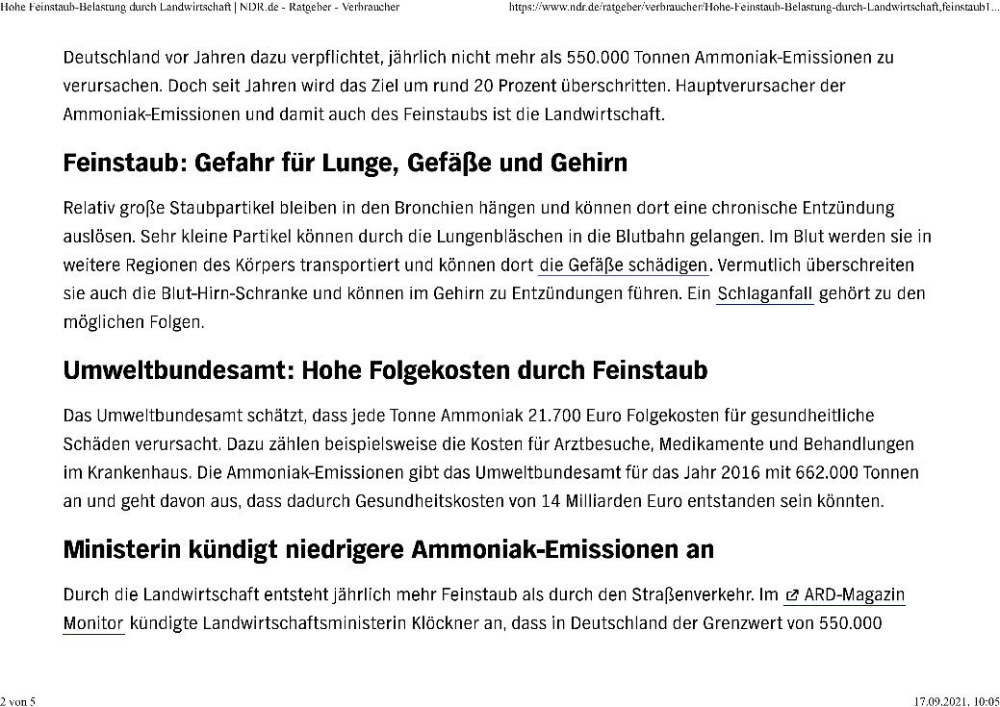 Hohe Feinstaub-Belastung durch Landwirtschaft | NDR.de - Ratgeber - Verbraucher
https://www.ndr.de/ratgeber/verbraucher/Hohe-Feinstaub-Belastung-durch-Landwirtschaft,feinstaub1...
Deutschland vor Jahren dazu verpflichtet, jährlich nicht mehr als 550.000 Tonnen Ammoniak-Emissionen zu
verursachen. Doch seit Jahren wird das Ziel um rund 20 Prozent überschritten. Hauptverursacher der
Ammoniak-Emissionen und damit auch des Feinstaubs ist die Landwirtschaft.
Feinstaub: Gefahr für Lunge, Gefäße und Gehirn
Relativ große Staubpartikel bleiben in den Bronchien hängen und können dort eine chronische Entzündung
auslösen. Sehr kleine Partikel können durch die Lungenbläschen in die Blutbahn gelangen. Im Blut werden sie in
weitere Regionen des Körpers transportiert und können dort die Gefäße schädigen. Vermutlich überschreiten
sie auch die Blut-Hirn-Schranke und können im Gehirn zu Entzündungen führen. Ein Schlaganfall gehört zu den
möglichen Folgen.
Umweltbundesamt: Hohe Folgekosten durch Feinstaub
Das Umweltbundesamt schätzt, dass jede Tonne Ammoniak 21.700 Euro Folgekosten für gesundheitliche
Schäden verursacht. Dazu zählen beispielsweise die Kosten für Arztbesuche, Medikamente und Behandlungen
im Krankenhaus. Die Ammoniak-Emissionen gibt das Umweltbundesamt für das Jahr 2016 mit 662.000 Tonnen
an und geht davon aus, dass dadurch Gesundheitskosten von 14 Milliarden Euro entstanden sein könnten.
Ministerin kündigt niedrigere Ammoniak-Emissionen an
Durch die Landwirtschaft entsteht jährlich mehr Feinstaub als durch den Straßenverkehr. Im ARD-Magazin
Monitor kündigte Landwirtschaftsministerin Klöckner an, dass in Deutschland der Grenzwert von 550.000
2 von 5
17.09.2021, 10:05